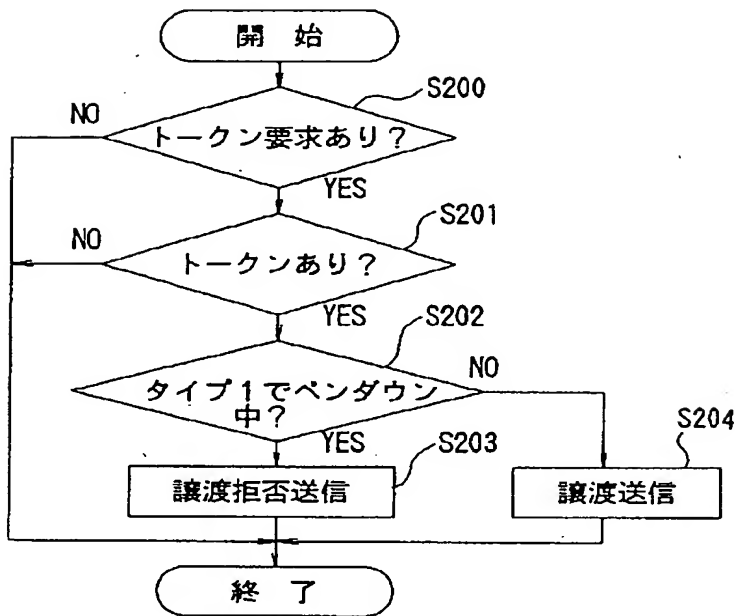 開 始
S200
NO
トークン要求あり?
YES
S201
NO
トークンあり?
YES
S202
NO
タイプ1でペンダウン
中?
YES
S203
S204
譲渡拒否送信
譲渡送信
終 了